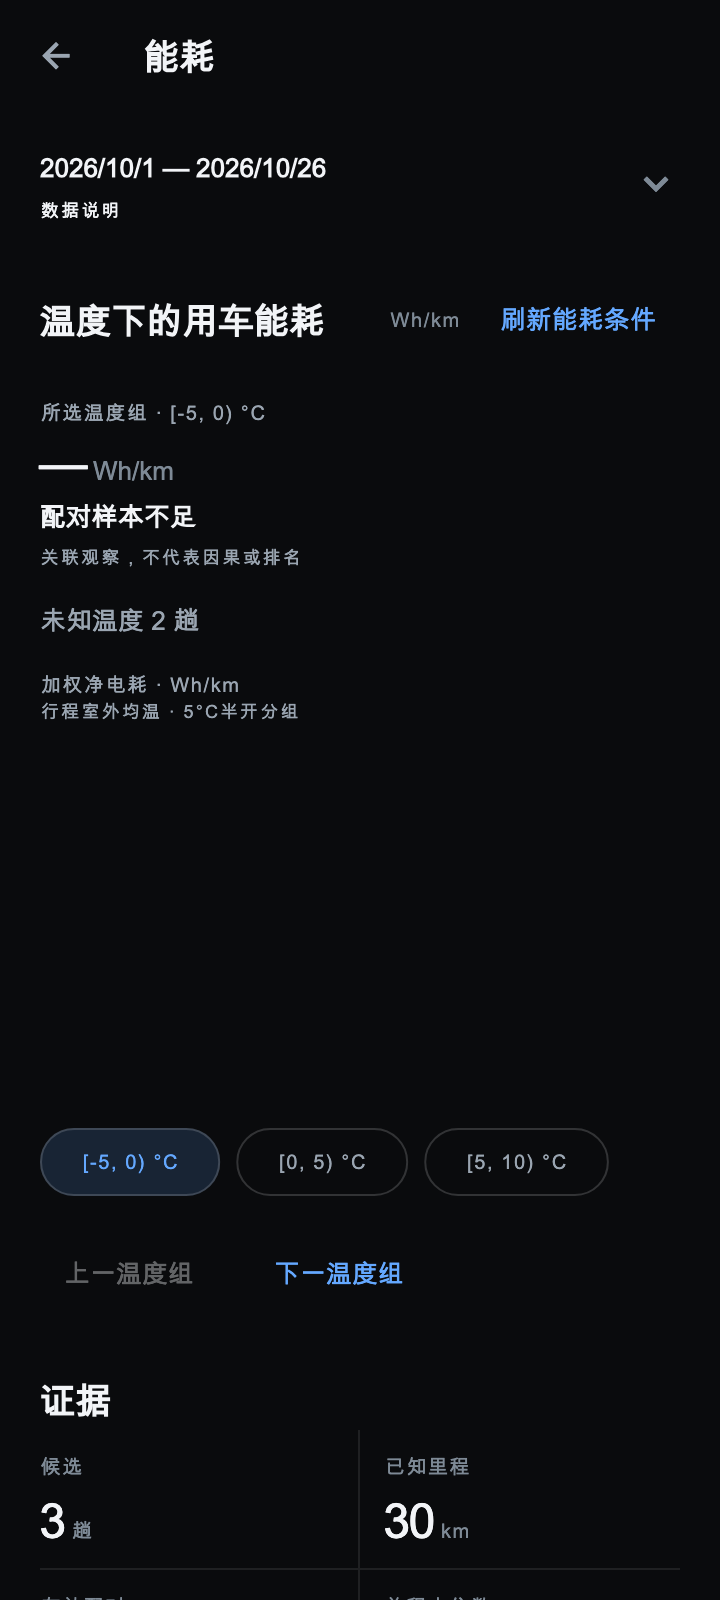 能耗
2026/10/1 — 2026/10/26
数据说明
温度下的用车能耗 Wh/km 刷新能耗条件
所选温度组 · [-5, 0) °C
— Wh/km
配对样本不足
关联观察，不代表因果或排名
未知温度 2 趟
加权净电耗 · Wh/km
行程室外均温 · 5°C半开分组
[-5, 0) °C [0, 5) °C [5, 10) °C
上一温度组 下一温度组
证据
候选 已知里程
3 趟 30 km